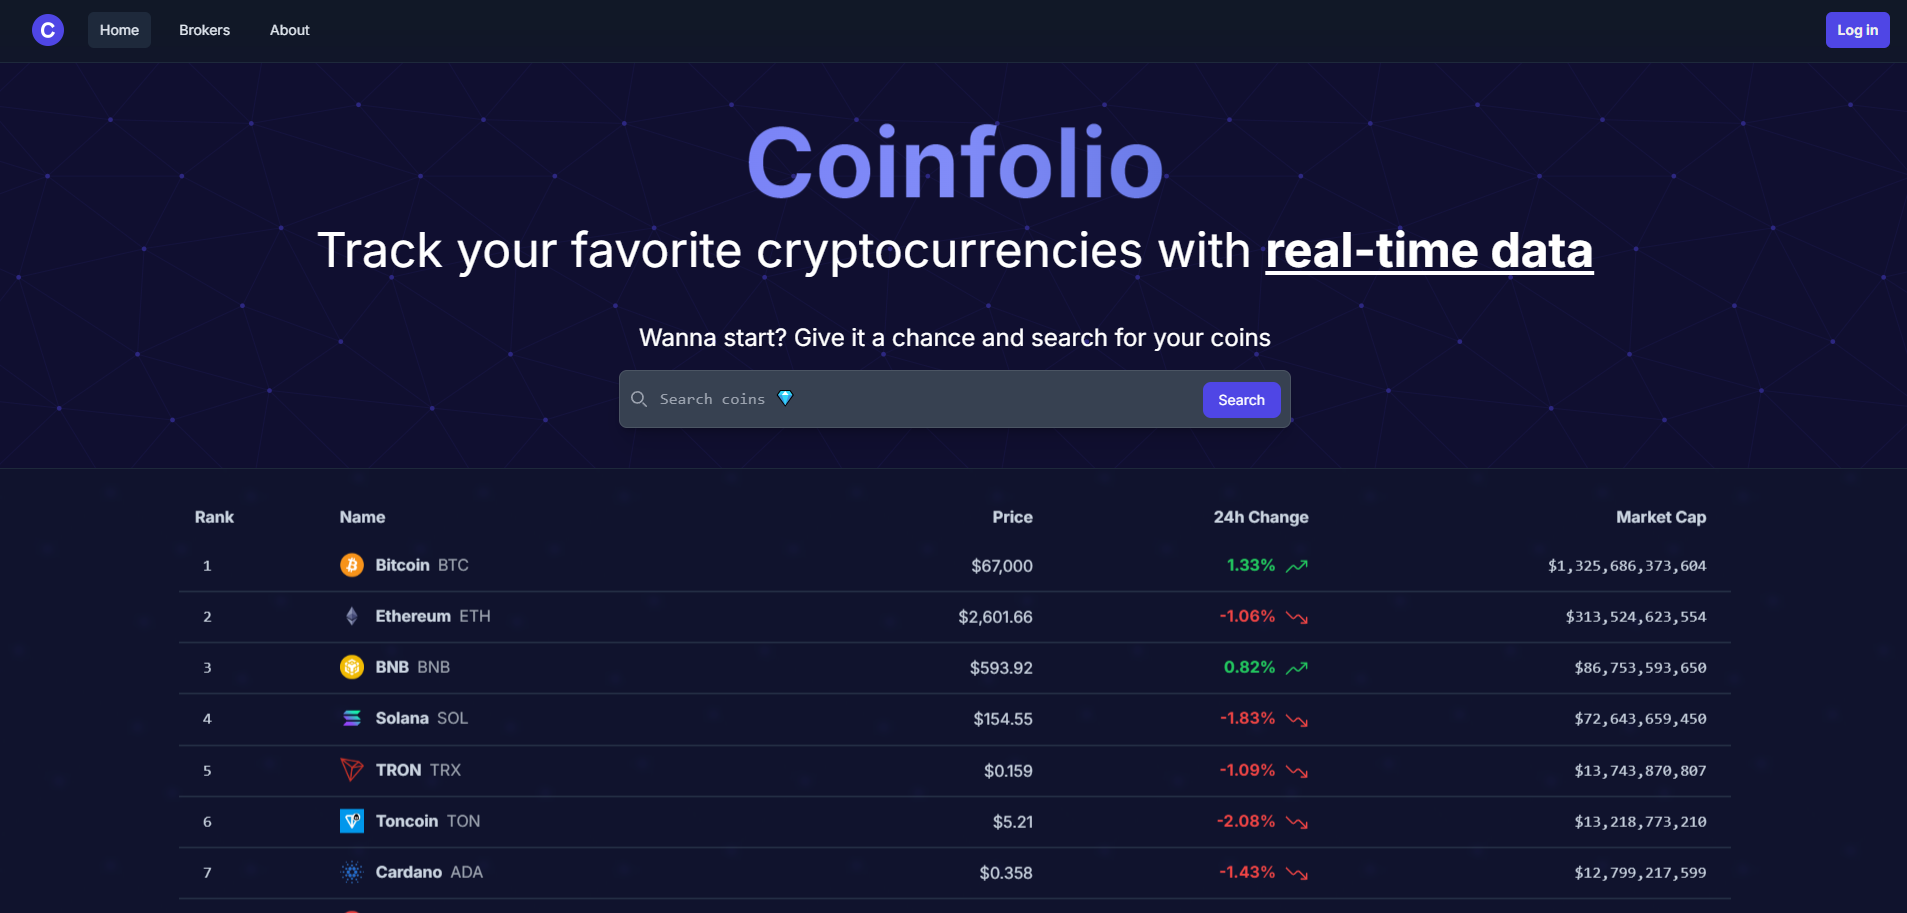 C Home Brokers About Log in
Coinfolio
Track your favorite cryptocurrencies with real-time data
Wanna start? Give it a chance and search for your coins
Search coins 💎 Search
Rank Name Price 24h Change Market Cap
1 Bitcoin BTC $67,000 1.33% $1,325,686,373,604
2 Ethereum ETH $2,601.66 -1.06% $313,524,623,554
3 BNB BNB $593.92 0.82% $86,753,593,650
4 Solana SOL $154.55 -1.83% $72,643,659,450
5 TRON TRX $0.159 -1.09% $13,743,870,807
6 Toncoin TON $5.21 -2.08% $13,218,773,210
7 Cardano ADA $0.358 -1.43% $12,799,217,599